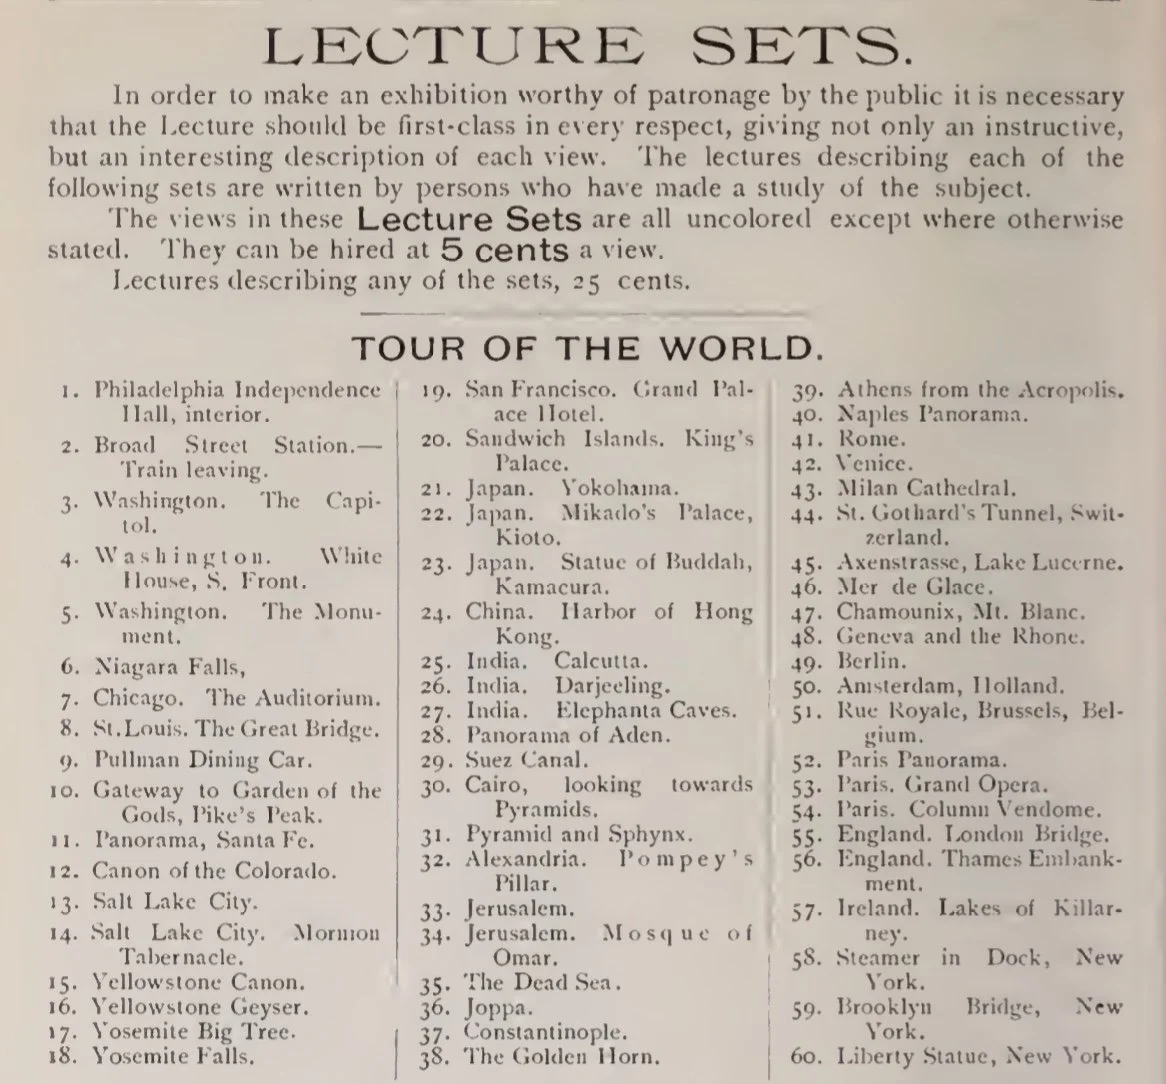 LECTURE SETS.
In order to make an exhibition worthy of patronage by the public it is necessary
that the Lecture should be first-class in every respect, giving not only an instructive,
but an interesting description of each view. The lectures describing each of the
following sets are written by persons who have made a study of the subject.
The views in these Lecture Sets are all uncolored except where otherwise
stated. They can be hired at 5 cents a view.
Lectures describing any of the sets, 25 cents.
TOUR OF THE WORLD.
1. Philadelphia Independence
Hall, interior.
2. Broad Street Station.—
Train leaving.
3. Washington. The Capi-
tol.
4. Washington. White
House, S. Front.
5. Washington. The Monu-
ment.
6. Niagara Falls,
7. Chicago. The Auditorium.
8. St.Louis. The Great Bridge.
9. Pullman Dining Car.
10. Gateway to Garden of the
Gods, Pike's Peak.
11. Panorama, Santa Fe.
12. Canon of the Colorado.
13. Salt Lake City.
14. Salt Lake City. Mormon
Tabernacle.
15. Yellowstone Canon.
16. Yellowstone Geyser.
17. Yosemite Big Tree.
18. Yosemite Falls.
19. San Francisco. Grand Pal-
ace Hotel.
20. Sandwich Islands. King's
Palace.
21. Japan. Yokohama.
22. Japan. Mikado's Palace,
Kioto.
23. Japan. Statue of Buddah,
Kamacura.
24. China. Harbor of Hong
Kong.
25. India. Calcutta.
26. India. Darjeeling.
27. India. Elephanta Caves.
28. Panorama of Aden.
29. Suez Canal.
30. Cairo, looking towards
Pyramids.
31. Pyramid and Sphynx.
32. Alexandria. Pompey's
Pillar.
33. Jerusalem.
34. Jerusalem. Mosque of
Omar.
35. The Dead Sea.
36. Joppa.
37. Constantinople.
38. The Golden Horn.
39. Athens from the Acropolis.
40. Naples Panorama.
41. Rome.
42. Venice.
43. Milan Cathedral.
44. St. Gothard's Tunnel, Swit-
zerland.
45. Axenstrasse, Lake Lucerne.
46. Mer de Glace.
47. Chamounix, Mt. Blanc.
48. Geneva and the Rhone.
49. Berlin.
50. Amsterdam, Holland.
51. Rue Royale, Brussels, Bel-
gium.
52. Paris Panorama.
53. Paris. Grand Opera.
54. Paris. Column Vendome.
55. England. London Bridge.
56. England. Thames Embank-
ment.
57. Ireland. Lakes of Killar-
ney.
58. Steamer in Dock, New
York.
59. Brooklyn Bridge, New
York.
60. Liberty Statue, New York.